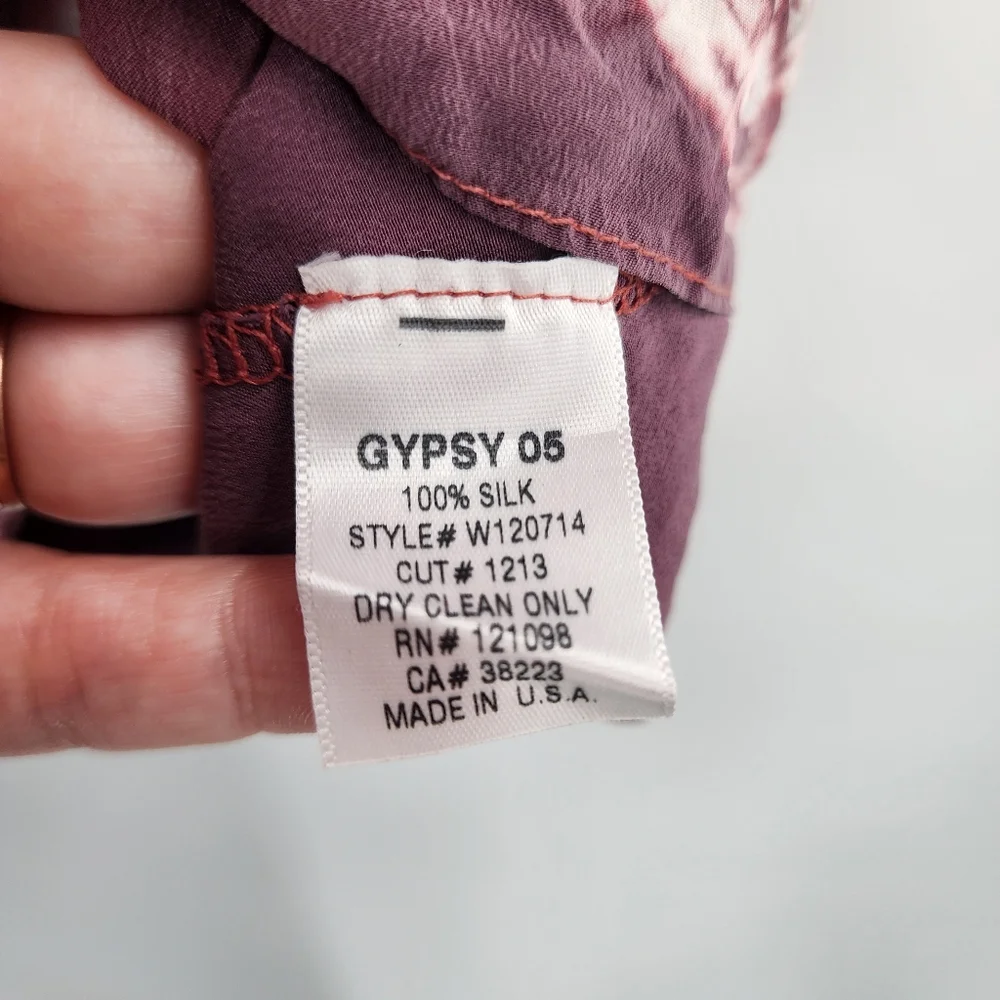 GYPSY 05
100% SILK
STYLE# W120714
CUT# 1213
DRY CLEAN ONLY
RN# 121098
CA# 38223
MADE IN U.S.A.